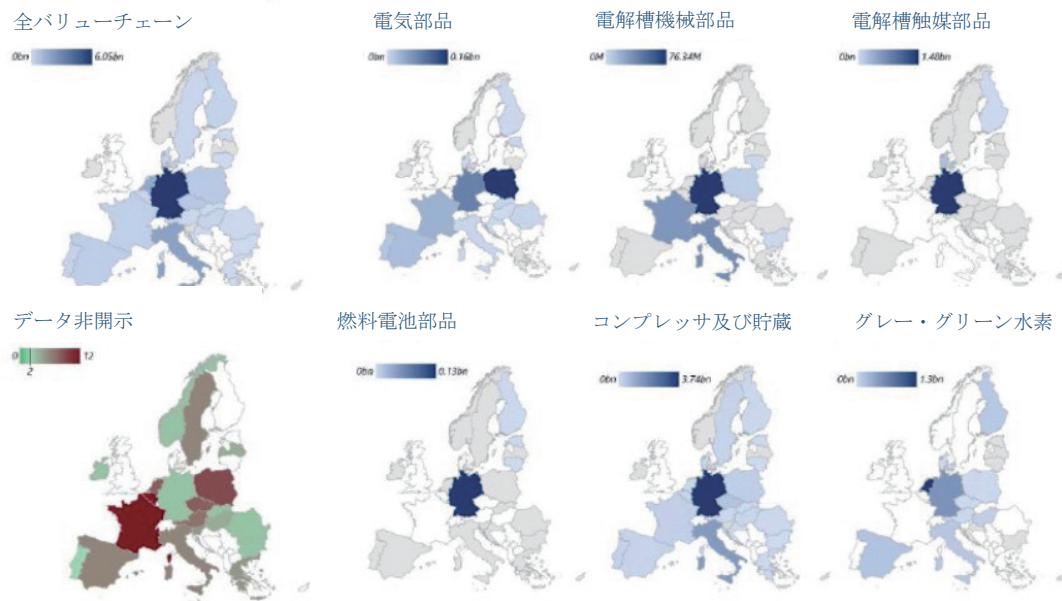 全バリューチェーン
電気部品
電解槽機械部品
電解槽触媒部品
0bn 6.05bn
0bn 0.16bn
0M 76.34M
0bn 1.48bn
データ非開示
燃料電池部品
コンプレッサ及び貯蔵
グレー・グリーン水素
0 12
2
0bn 0.13bn
0bn 3.74bn
0bn 1.3bn